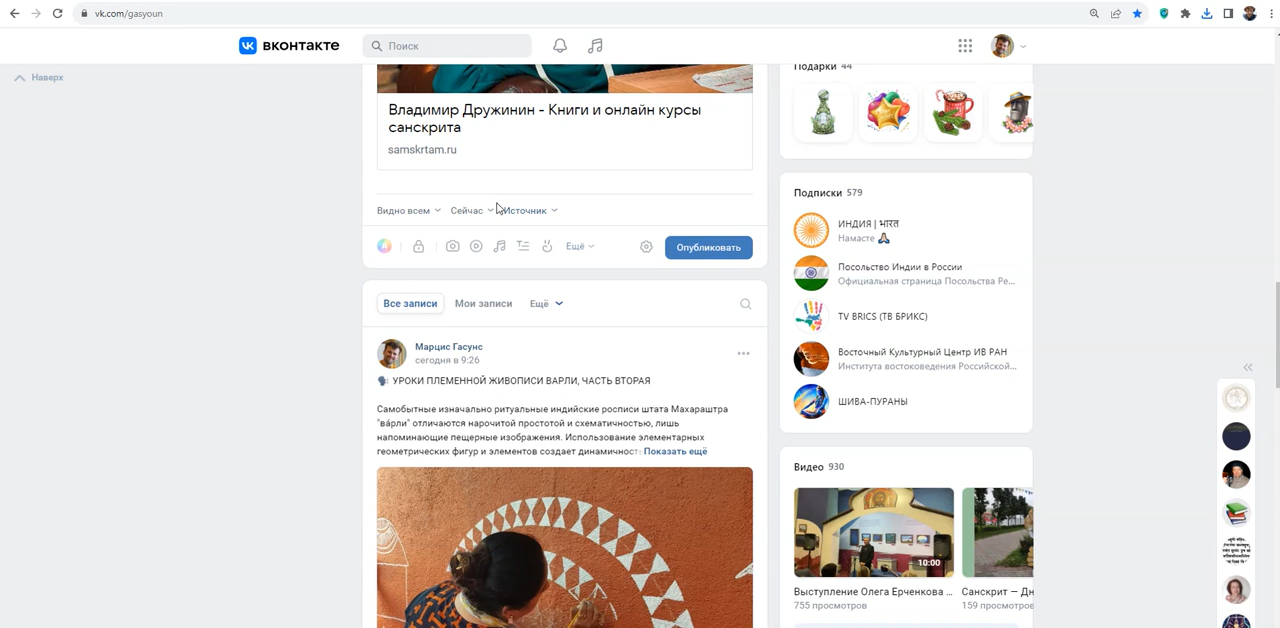 vk.com/gasyoun
вконтакте
Поиск
Наверх
Владимир Дружинин - Книги и онлайн курсы
санскрита
samskrtam.ru
Видно всем
Сейчас
Источник
Ещё
Опубликовать
Все записи
Мои записи
Ещё
Марцис Гасунс
сегодня в 9:26
УРОКИ ПЛЕМЕННОЙ ЖИВОПИСИ ВАРЛИ, ЧАСТЬ ВТОРАЯ
Самобытные изначально ритуальные индийские росписи штата Махараштра
"ва́рли" отличаются нарочитой простотой и схематичностью, лишь
напоминающие пещерные изображения. Использование элементарных
геометрических фигур и элементов создает динамичность Показать ещё
Подарки 44
Подписки 579
ИНДИЯ | भारत
Намасте
Посольство Индии в России
Официальная страница Посольства Ре...
TV BRICS (ТВ БРИКС)
Восточный Культурный Центр ИВ РАН
Института востоковедения Российской...
ШИВА-ПУРАНЫ
Видео 930
10:00
Выступление Олега Ерченкова ...
755 просмотров
Санскрит — Дн
159 просмотров